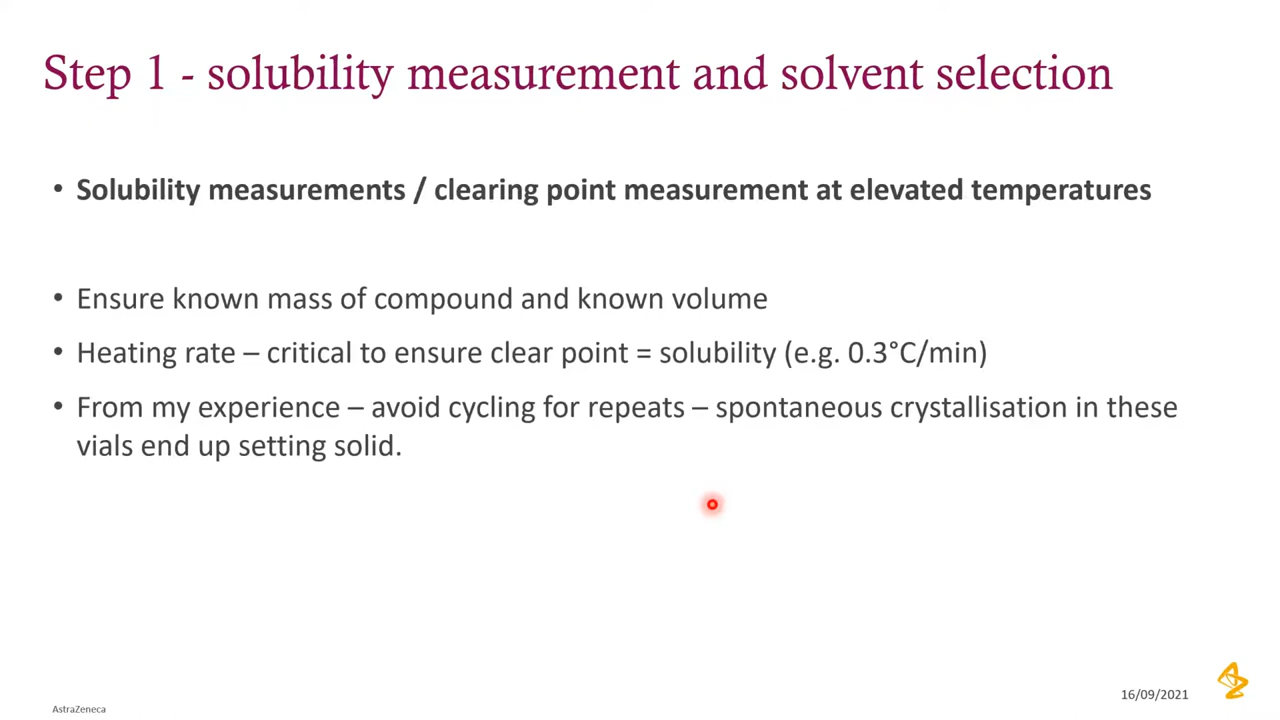 Step 1 - solubility measurement and solvent selection
• Solubility measurements / clearing point measurement at elevated temperatures
• Ensure known mass of compound and known volume
• Heating rate – critical to ensure clear point = solubility (e.g. 0.3°C/min)
• From my experience – avoid cycling for repeats – spontaneous crystallisation in these
vials end up setting solid.
16/09/2021
AstraZeneca